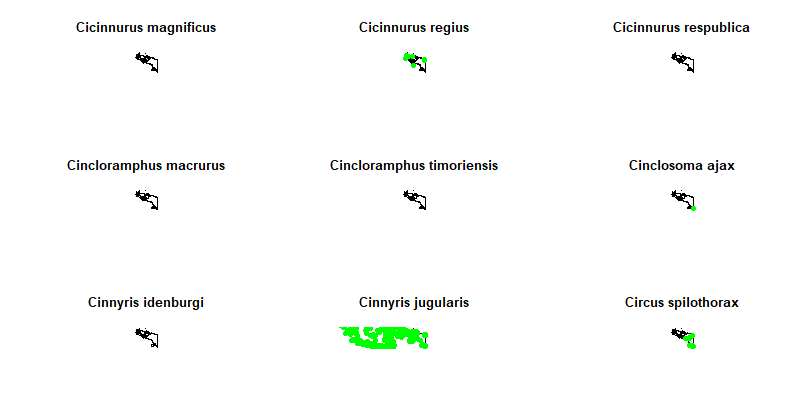 Cicinnurus magnificus
Cicinnurus regius
Cicinnurus respublica
Cincloramphus macrurus
Cincloramphus timoriensis
Cinclosoma ajax
Cinnyris idenburgi
Cinnyris jugularis
Circus spilothorax